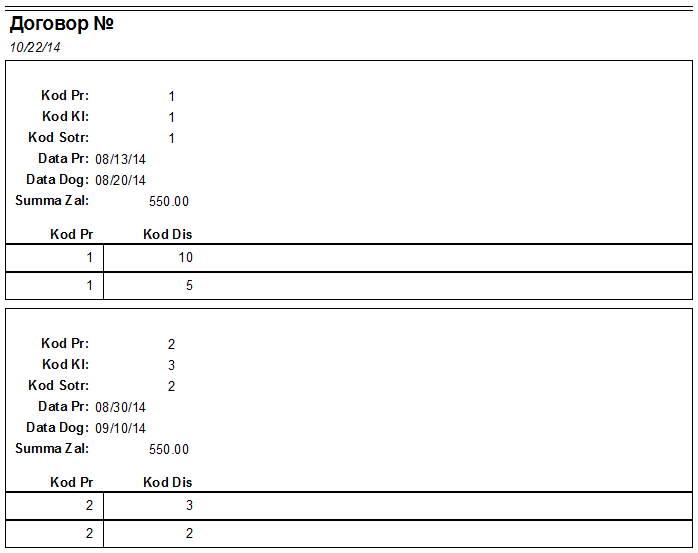 Договор №
10/22/14
Kod Pr: 1
Kod Kl: 1
Kod Sotr: 1
Data Pr: 08/13/14
Data Dog: 08/20/14
Summa Zal: 550.00
Kod Pr Kod Dis
1 10
1 5
Kod Pr: 2
Kod Kl: 3
Kod Sotr: 2
Data Pr: 08/30/14
Data Dog: 09/10/14
Summa Zal: 550.00
Kod Pr Kod Dis
2 3
2 2